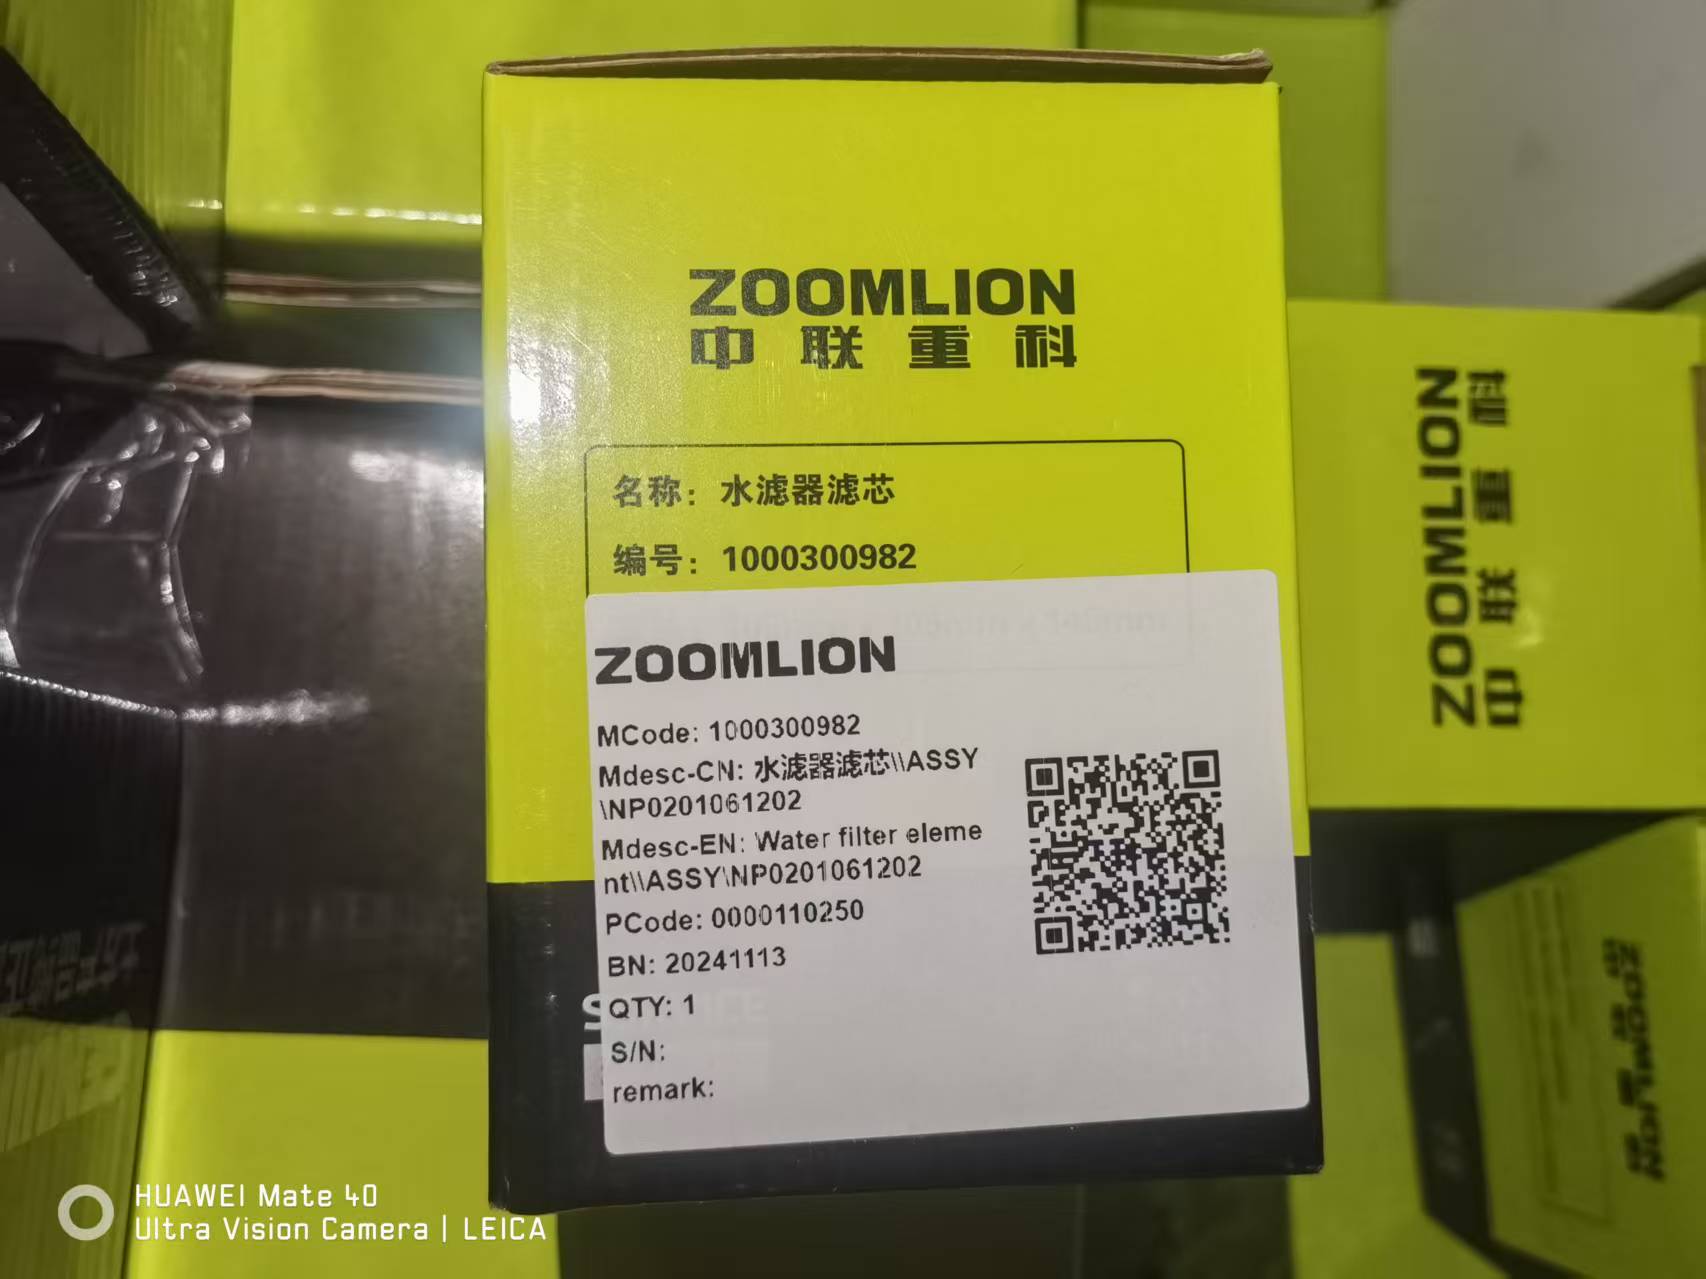 ZOOMLION
中联重科
名称：水滤器滤芯
编号：1000300982
ZOOMLION
MCode: 1000300982
Mdesc-CN: 水滤器滤芯\\ASSY
\NP0201061202
Mdesc-EN: Water filter eleme
nt\\ASSY\NP0201061202
PCode: 0000110250
BN: 20241113
QTY: 1
S/N:
remark:
ZOOMLION
中联重科
ZOOMLION
HUAWEI Mate 40
Ultra Vision Camera | LEICA